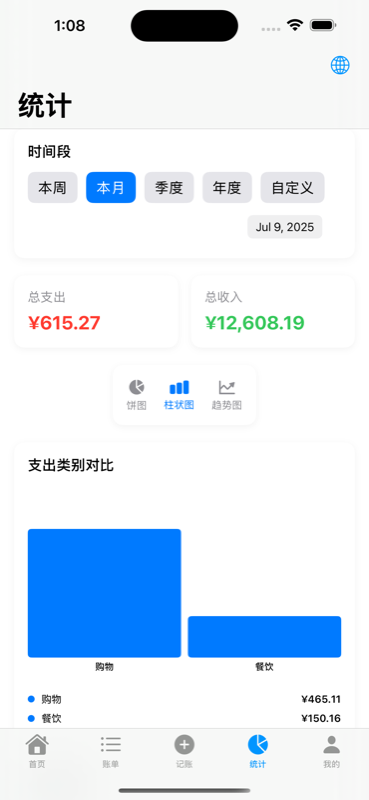 1:08
统计
时间段
本周 本月 季度 年度 自定义
Jul 9, 2025
总支出 总收入
¥615.27 ¥12,608.19
饼图 柱状图 趋势图
支出类别对比
购物 餐饮
购物 ¥465.11
餐饮 ¥150.16
首页 账单 记账 统计 我的